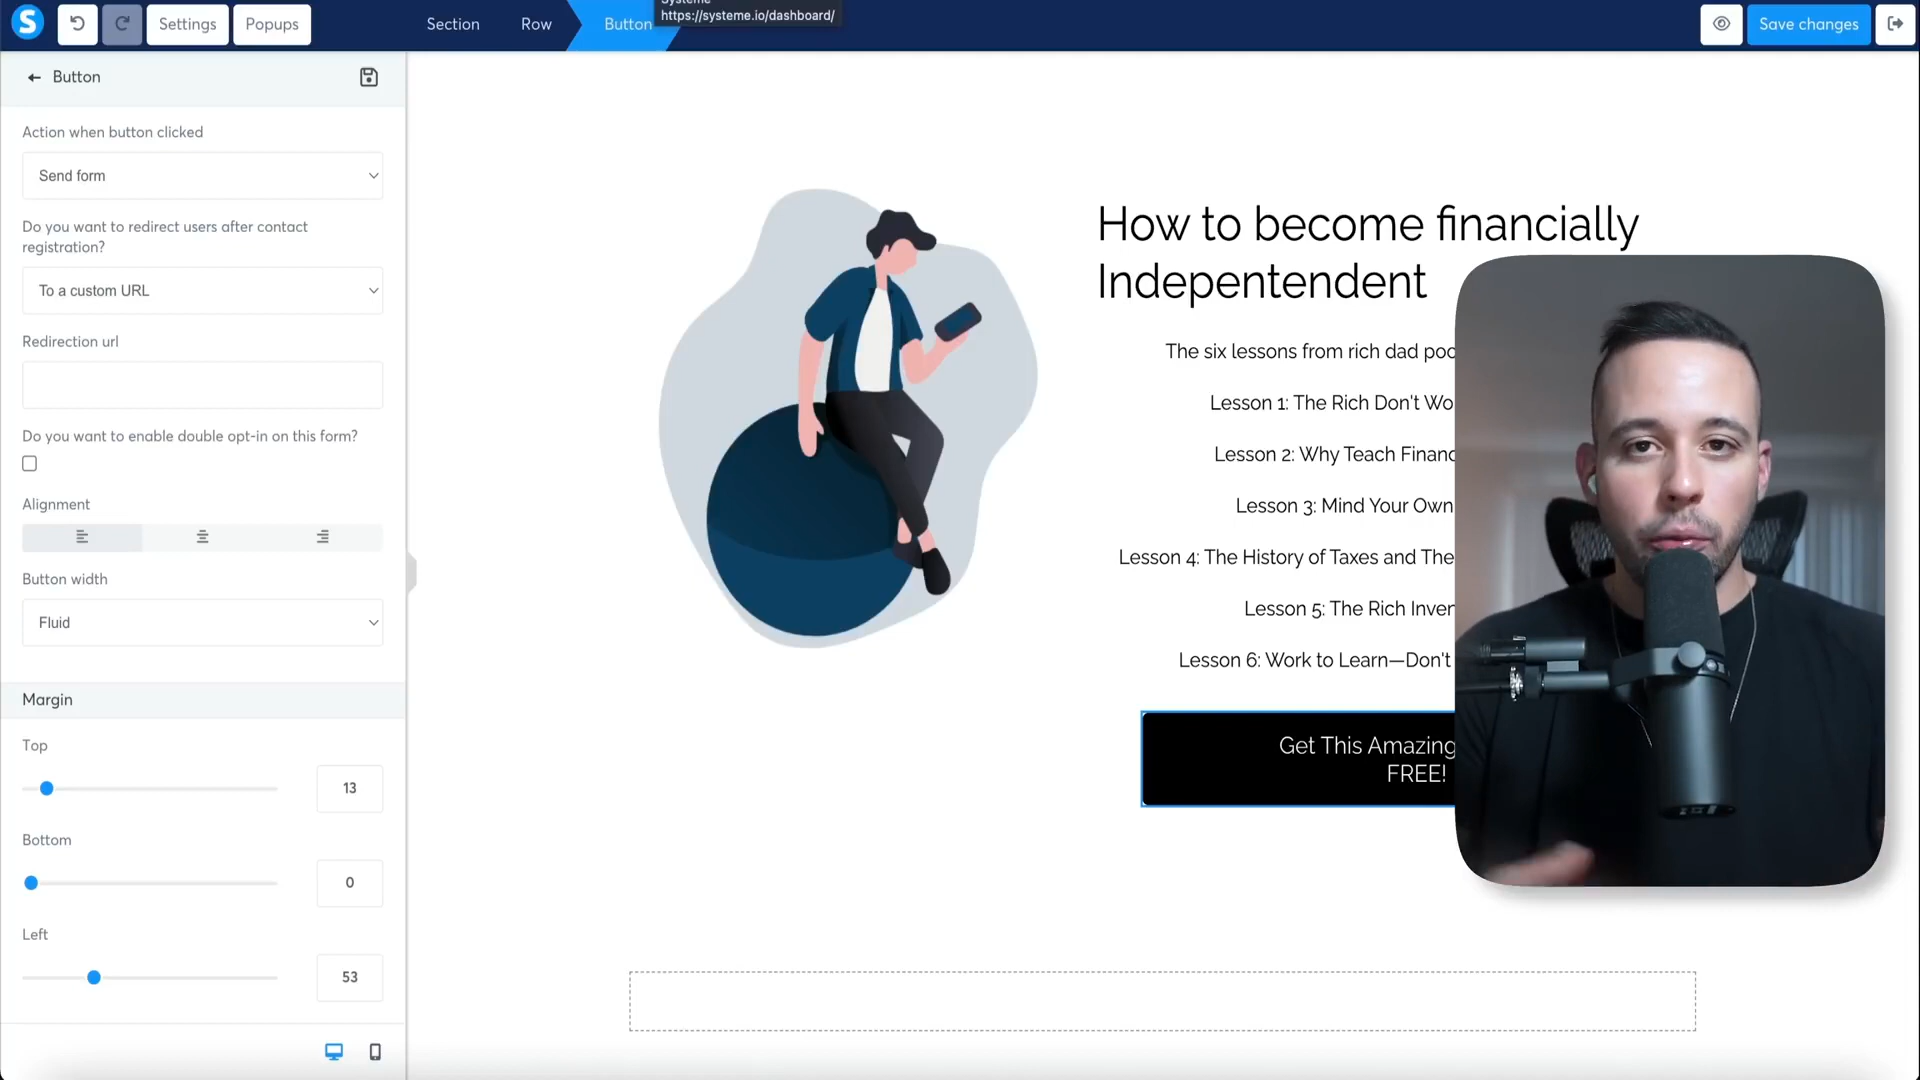 Systeme
https://systeme.io/dashboard/
S
Settings
Popups
Section
Row
Button
Save changes
Button
Action when button clicked
Send form
Do you want to redirect users after contact
registration?
To a custom URL
Redirection url
Do you want to enable double opt-in on this form?
Alignment
Button width
Fluid
Margin
Top
13
Bottom
0
Left
53
How to become financially
Indepentendent
The six lessons from rich dad poo
Lesson 1: The Rich Don't Wo
Lesson 2: Why Teach Financ
Lesson 3: Mind Your Own
Lesson 4: The History of Taxes and The
Lesson 5: The Rich Inven
Lesson 6: Work to Learn—Don't
Get This Amazing
FREE!